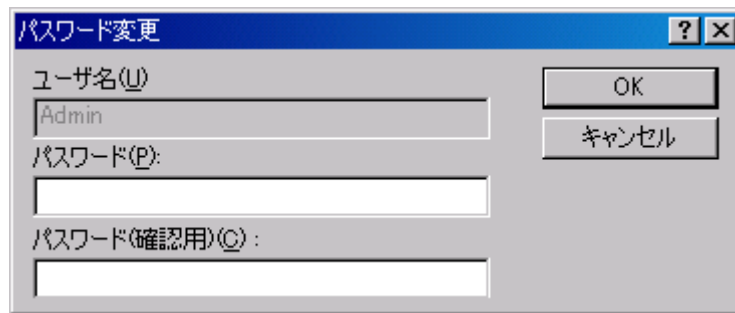 パスワード変更
ユーザ名(U)
Admin
パスワード(P):
パスワード(確認用)(C) :
OK
キャンセル